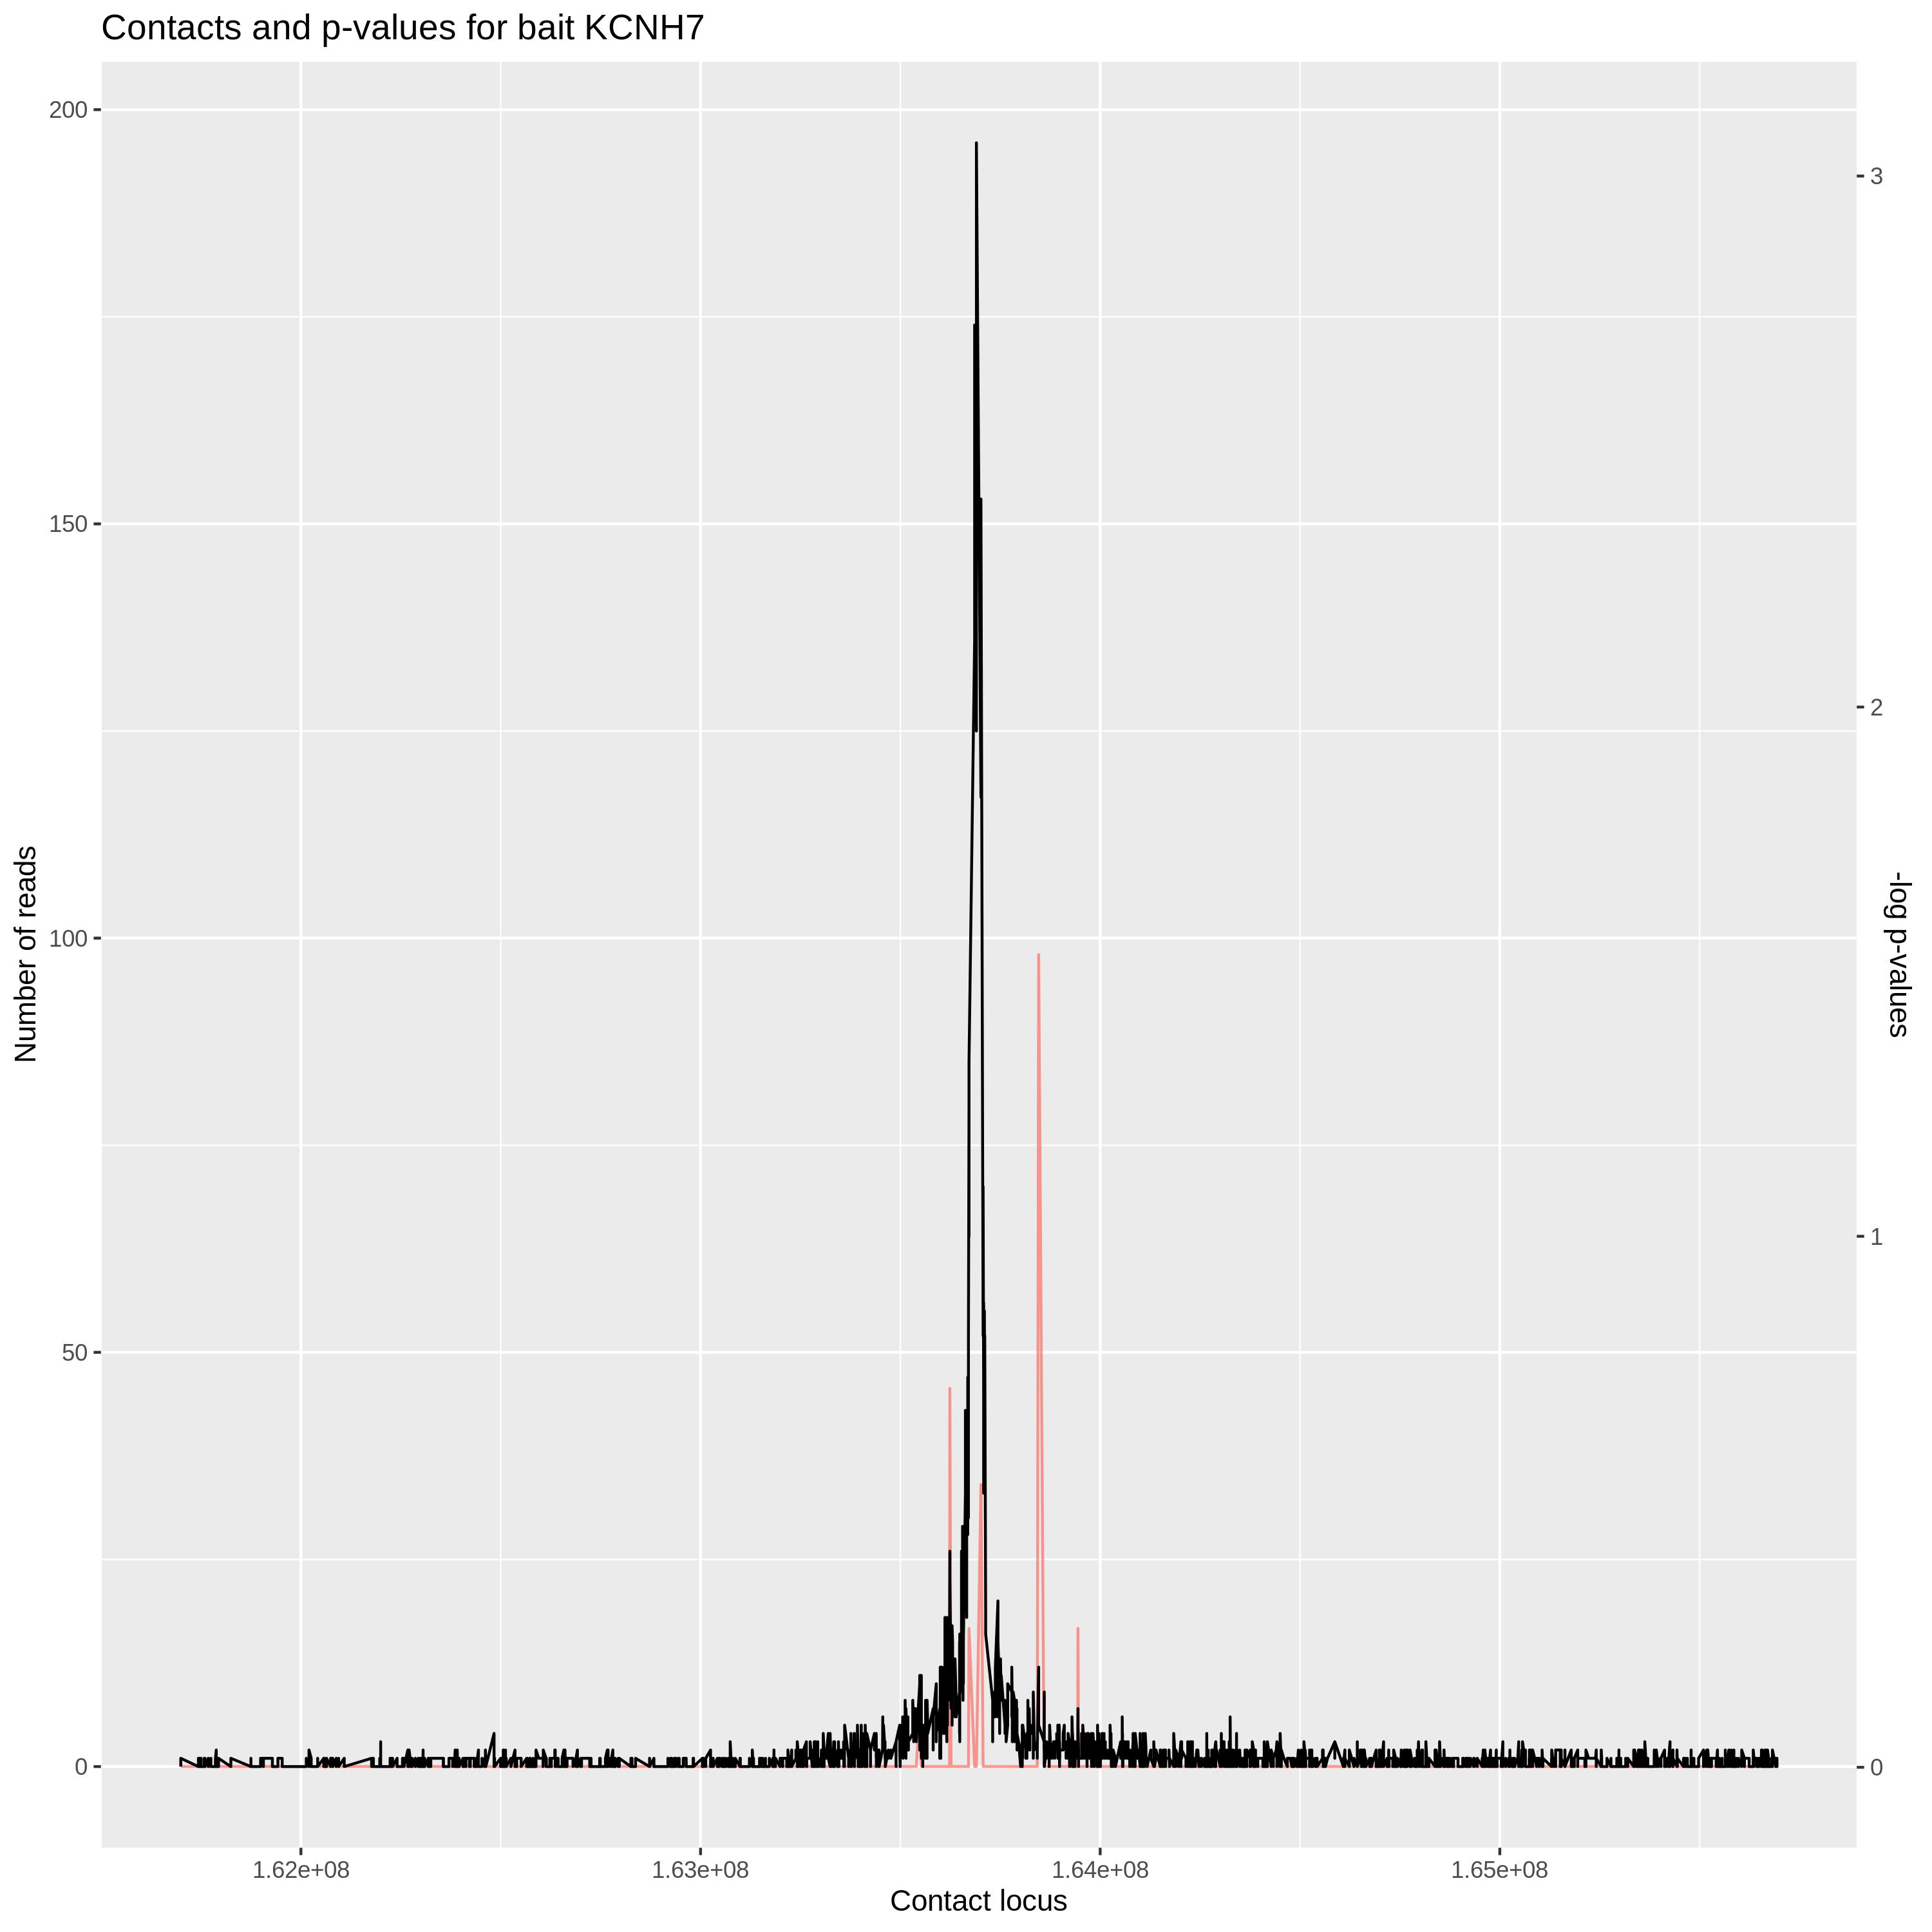 Contacts and p-values for bait KCNH7
200
150
100
50
0
Number of reads
3
2
1
0
-log p-values
1.62e+08
1.63e+08
1.64e+08
1.65e+08
Contact locus